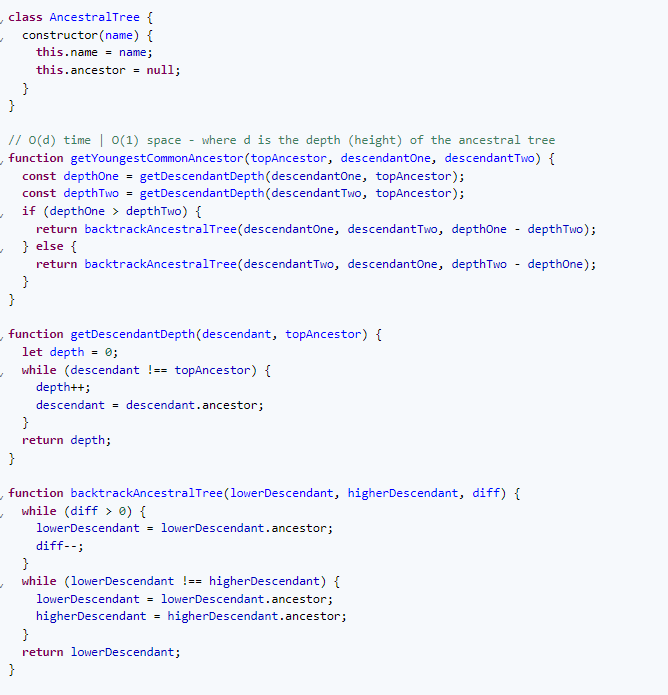 class AncestralTree {
  constructor(name) {
    this.name = name;
    this.ancestor = null;
  }
}
// O(d) time | O(1) space - where d is the depth (height) of the ancestral tree
function getYoungestCommonAncestor(topAncestor, descendantOne, descendantTwo) {
  const depthOne = getDescendantDepth(descendantOne, topAncestor);
  const depthTwo = getDescendantDepth(descendantTwo, topAncestor);
  if (depthOne > depthTwo) {
    return backtrackAncestralTree(descendantOne, descendantTwo, depthOne - depthTwo);
  } else {
    return backtrackAncestralTree(descendantTwo, descendantOne, depthTwo - depthOne);
  }
}
function getDescendantDepth(descendant, topAncestor) {
  let depth = 0;
  while (descendant !== topAncestor) {
    depth++;
    descendant = descendant.ancestor;
  }
  return depth;
}
function backtrackAncestralTree(lowerDescendant, higherDescendant, diff) {
  while (diff > 0) {
    lowerDescendant = lowerDescendant.ancestor;
    diff--;
  }
  while (lowerDescendant !== higherDescendant) {
    lowerDescendant = lowerDescendant.ancestor;
    higherDescendant = higherDescendant.ancestor;
  }
  return lowerDescendant;
}